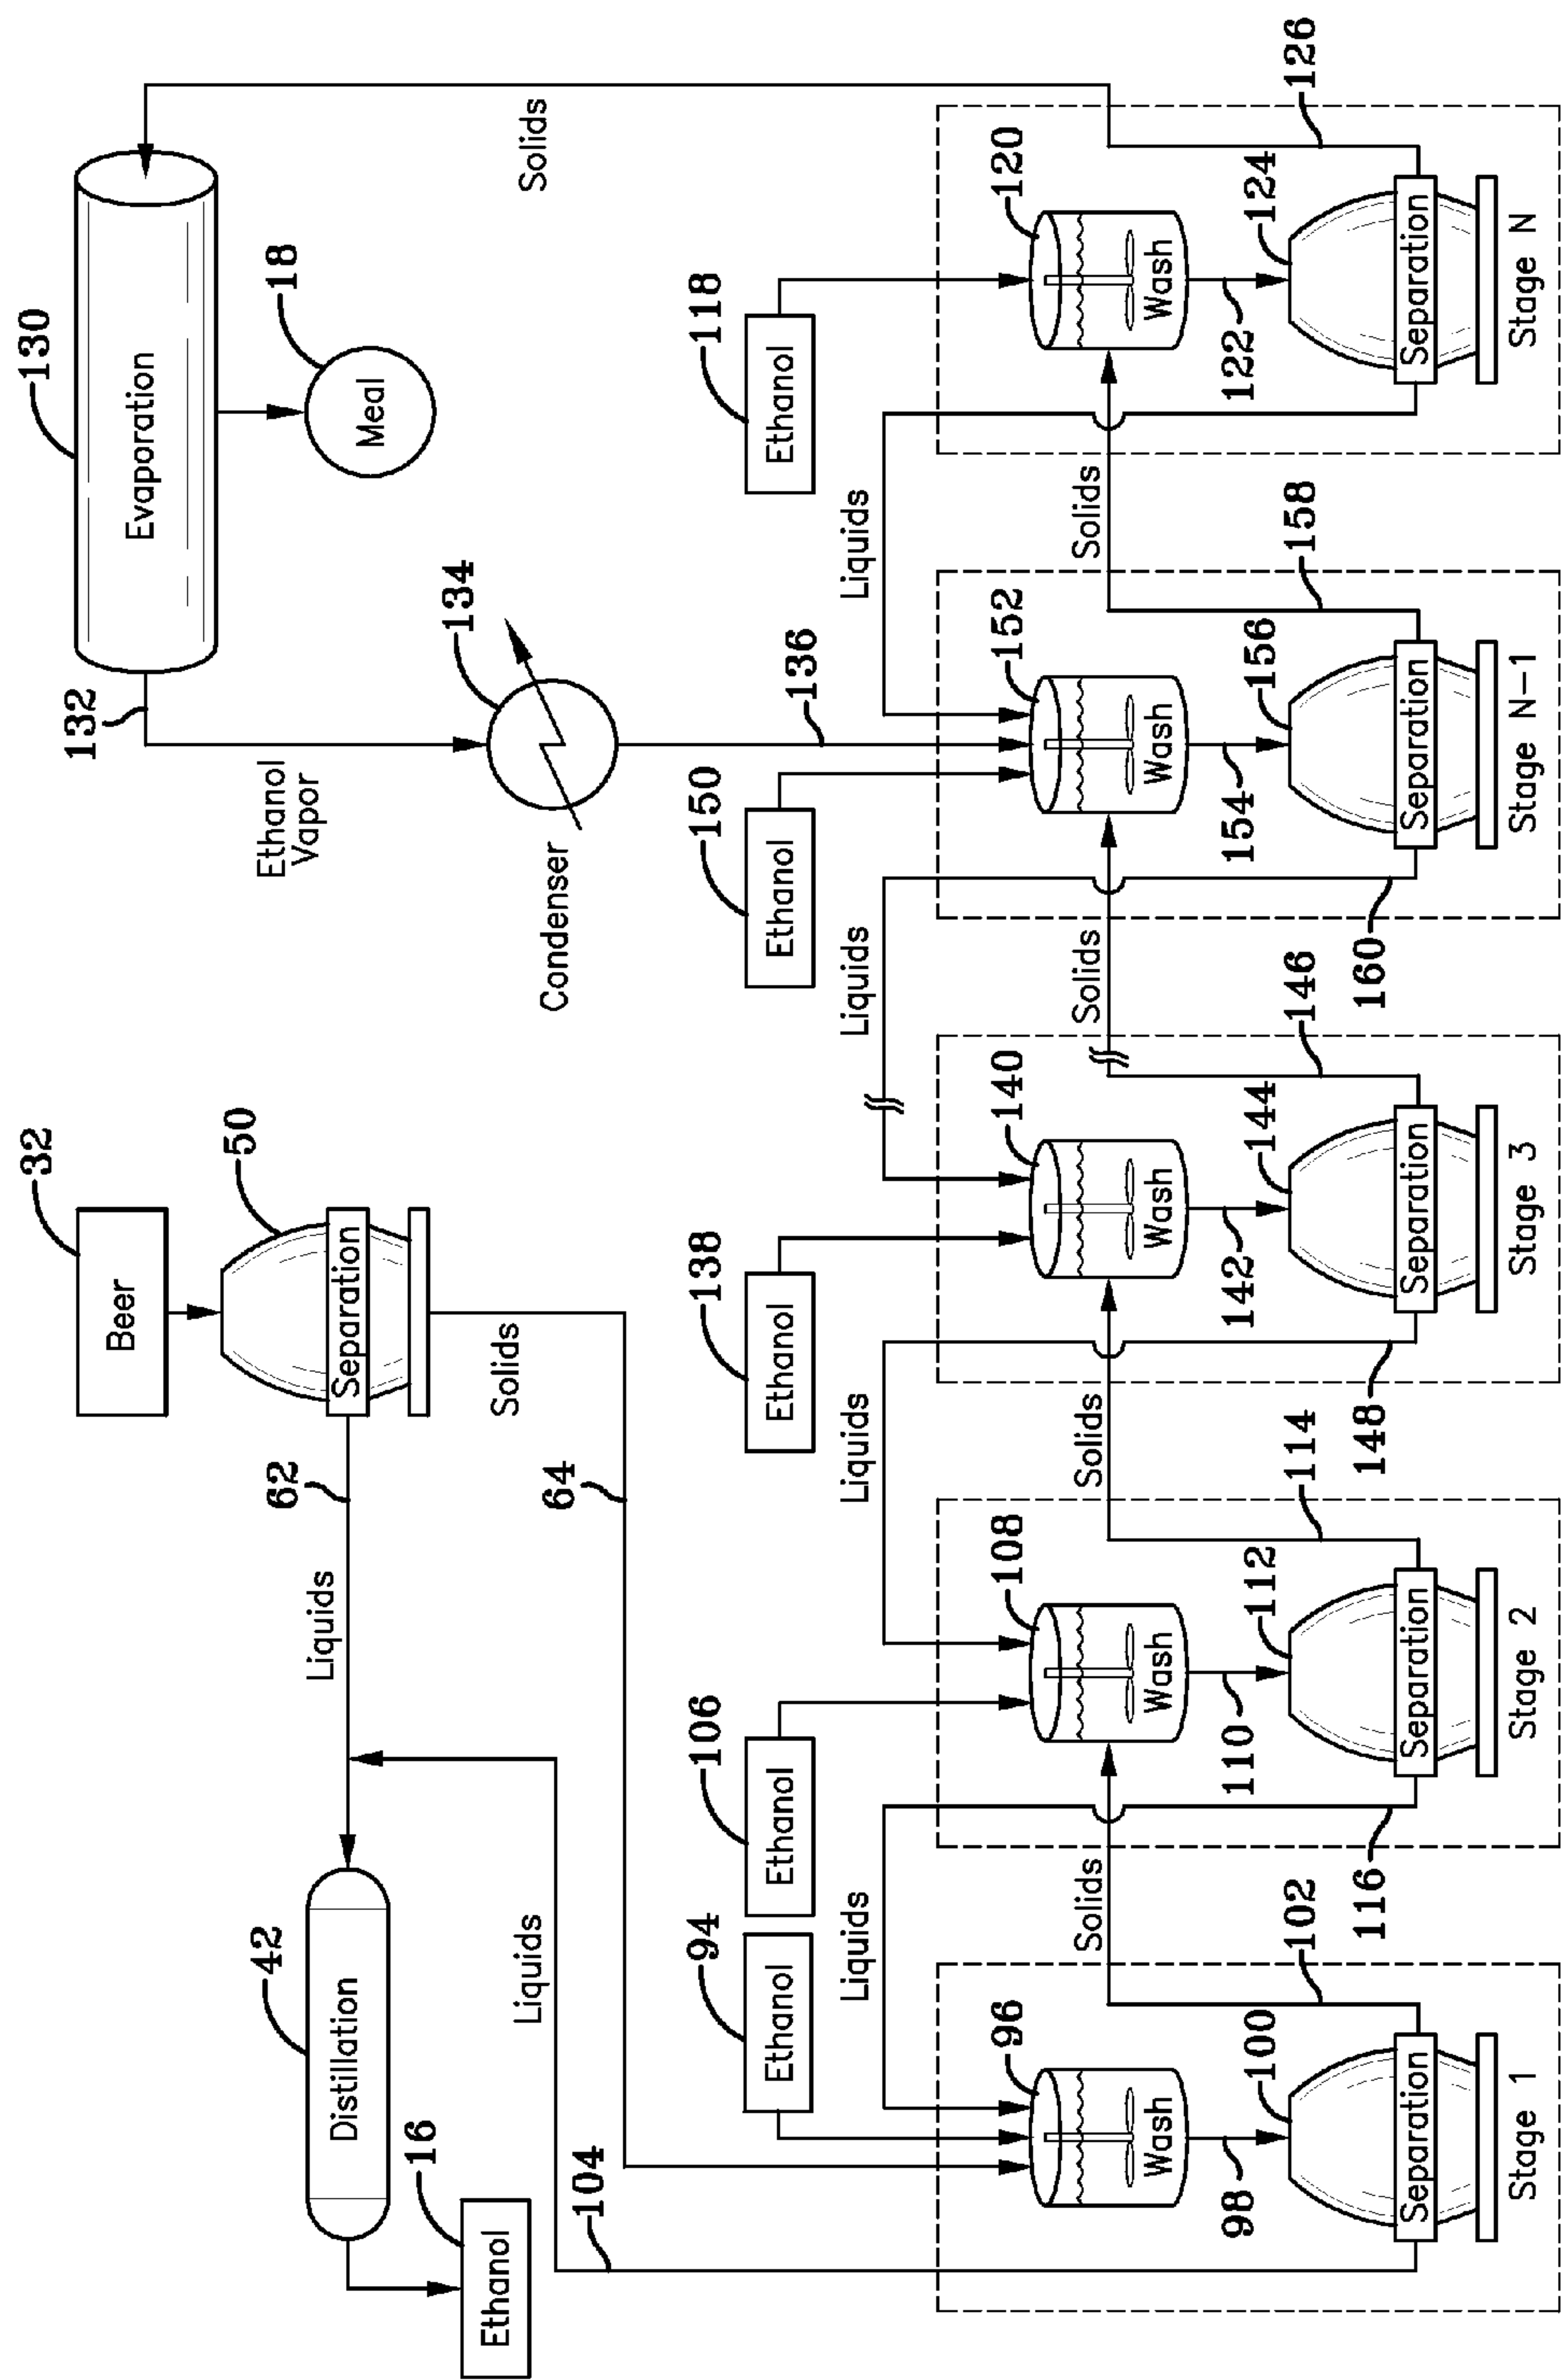 32
Beer
50
Separation
62
Liquids
Solids
64
42
Distillation
16
Ethanol
Liquids
104
130
Evaporation
18
Meal
132
Ethanol
Vapor
134
Condenser
136
Solids
94
Ethanol
106
Ethanol
138
Ethanol
150
Ethanol
118
Ethanol
Liquids
Liquids
Liquids
Liquids
96
Wash
98
100
Separation
Stage 1
102
Solids
108
Wash
110
112
Separation
Stage 2
114
116
Solids
140
Wash
142
144
Separation
Stage 3
146
148
Solids
152
Wash
154
156
Separation
Stage N-1
158
160
Solids
120
Wash
122
124
Separation
Stage N
126